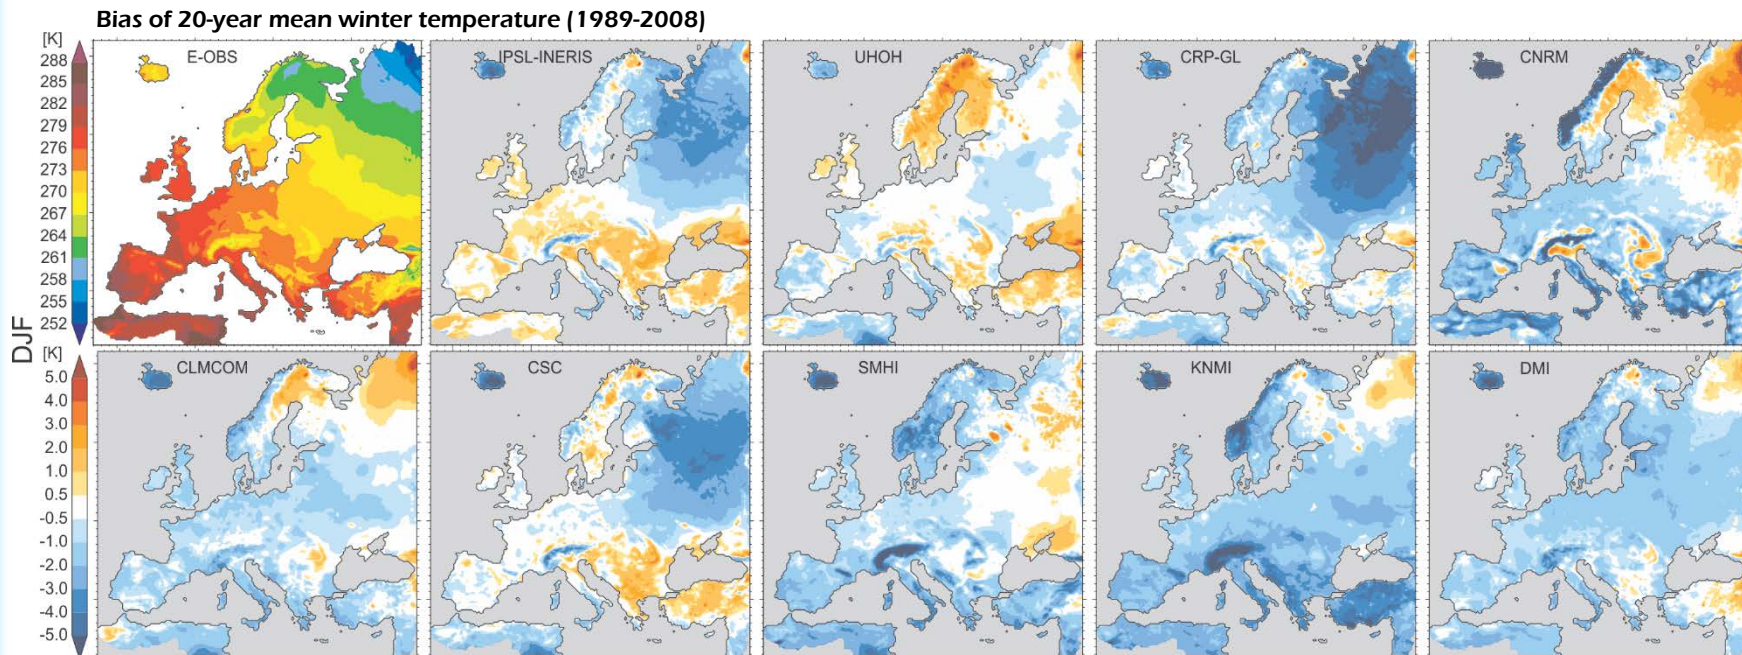 Bias of 20-year mean winter temperature (1989-2008)
[K]
288
285
282
279
276
273
270
267
264
261
258
255
252
E-OBS
IPSL-INERIS
UHOH
CRP-GL
CNRM
DJF
[K]
5.0
4.0
3.0
2.0
1.0
0.5
-0.5
-1.0
-2.0
-3.0
-4.0
-5.0
CLMCOM
CSC
SMHI
KNMI
DMI